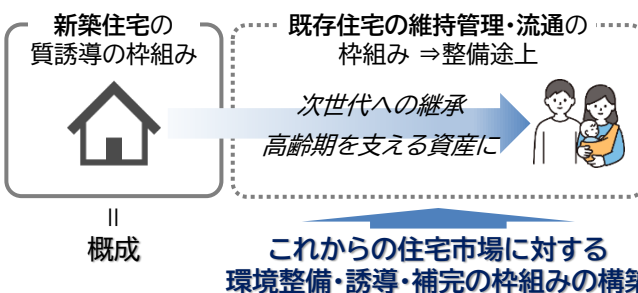 新築住宅の
質誘導の枠組み
既存住宅の維持管理・流通の
枠組み ⇒整備途上
次世代への継承
高齢期を支える資産に
＝
概成
これからの住宅市場に対する
環境整備・誘導・補完の枠組みの構築